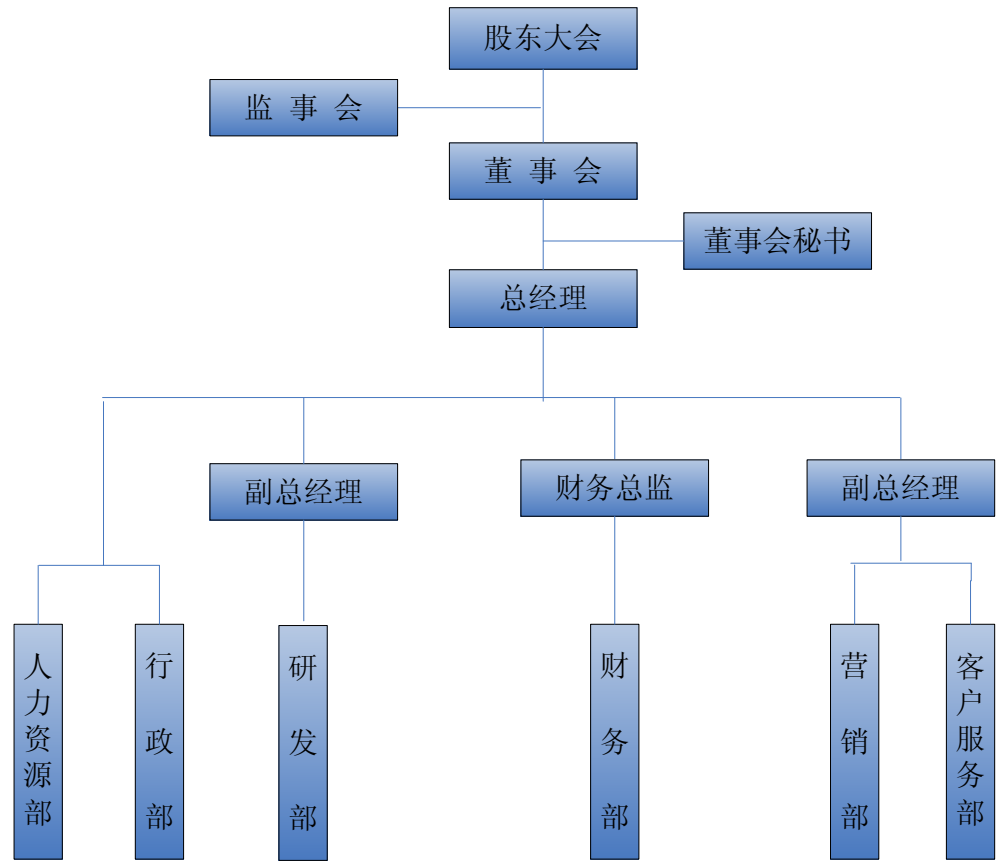 股东大会
监 事 会
董 事 会
董事会秘书
总经理
副总经理
财务总监
副总经理
人力资源部
行政部
研发部
财务部
营销部
客户服务部